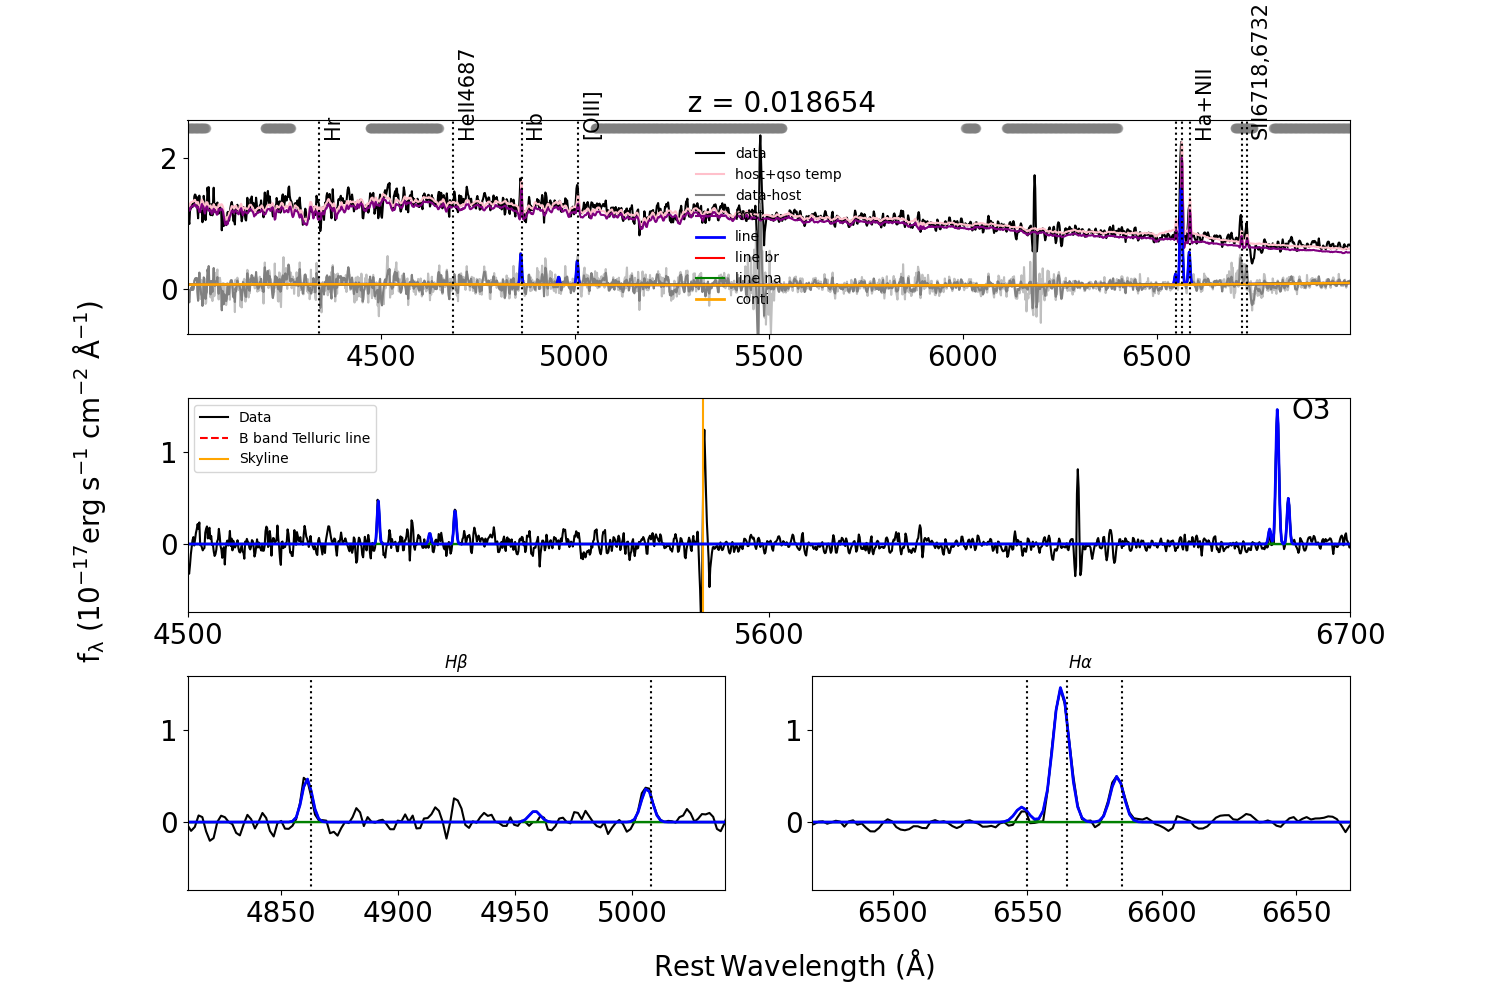 z = 0.018654
Hr
HeII4687
Hb
[OIII]
Ha+NII
SII6718,6732
data
host+qso temp
data-host
line
line br
line na
conti
2
0
4500
5000
5500
6000
6500
fλ (10⁻¹⁷erg s⁻¹ cm⁻² Å⁻¹)
Data
B band Telluric line
Skyline
O3
1
0
4500
5600
6700
Hβ
1
0
4850
4900
4950
5000
Hα
1
0
6500
6550
6600
6650
Rest Wavelength (Å)